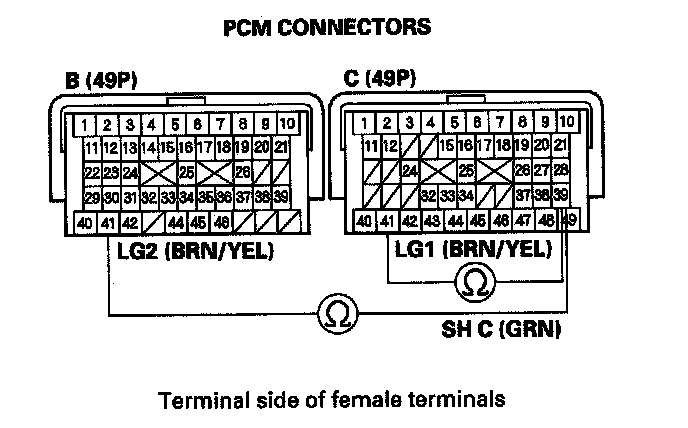 PCM CONNECTORS
B (49P)
C (49P)
1 2 3 4 5 6 7 8 9 10
11 12 13 14 15 16 17 18 19 20 21
22 23 24 25 26
29 30 31 32 33 34 35 36 37 38 39
40 41 42 44 45 46
1 2 3 4 5 6 7 8 9 10
11 12 15 16 17 18 19 20 21
24 25 26 27 28
32 33 34 37 38 39
40 41 42 43 44 45 46 47 48 49
LG2 (BRN/YEL)
LG1 (BRN/YEL)
Ω
Ω
SH C (GRN)
Terminal side of female terminals